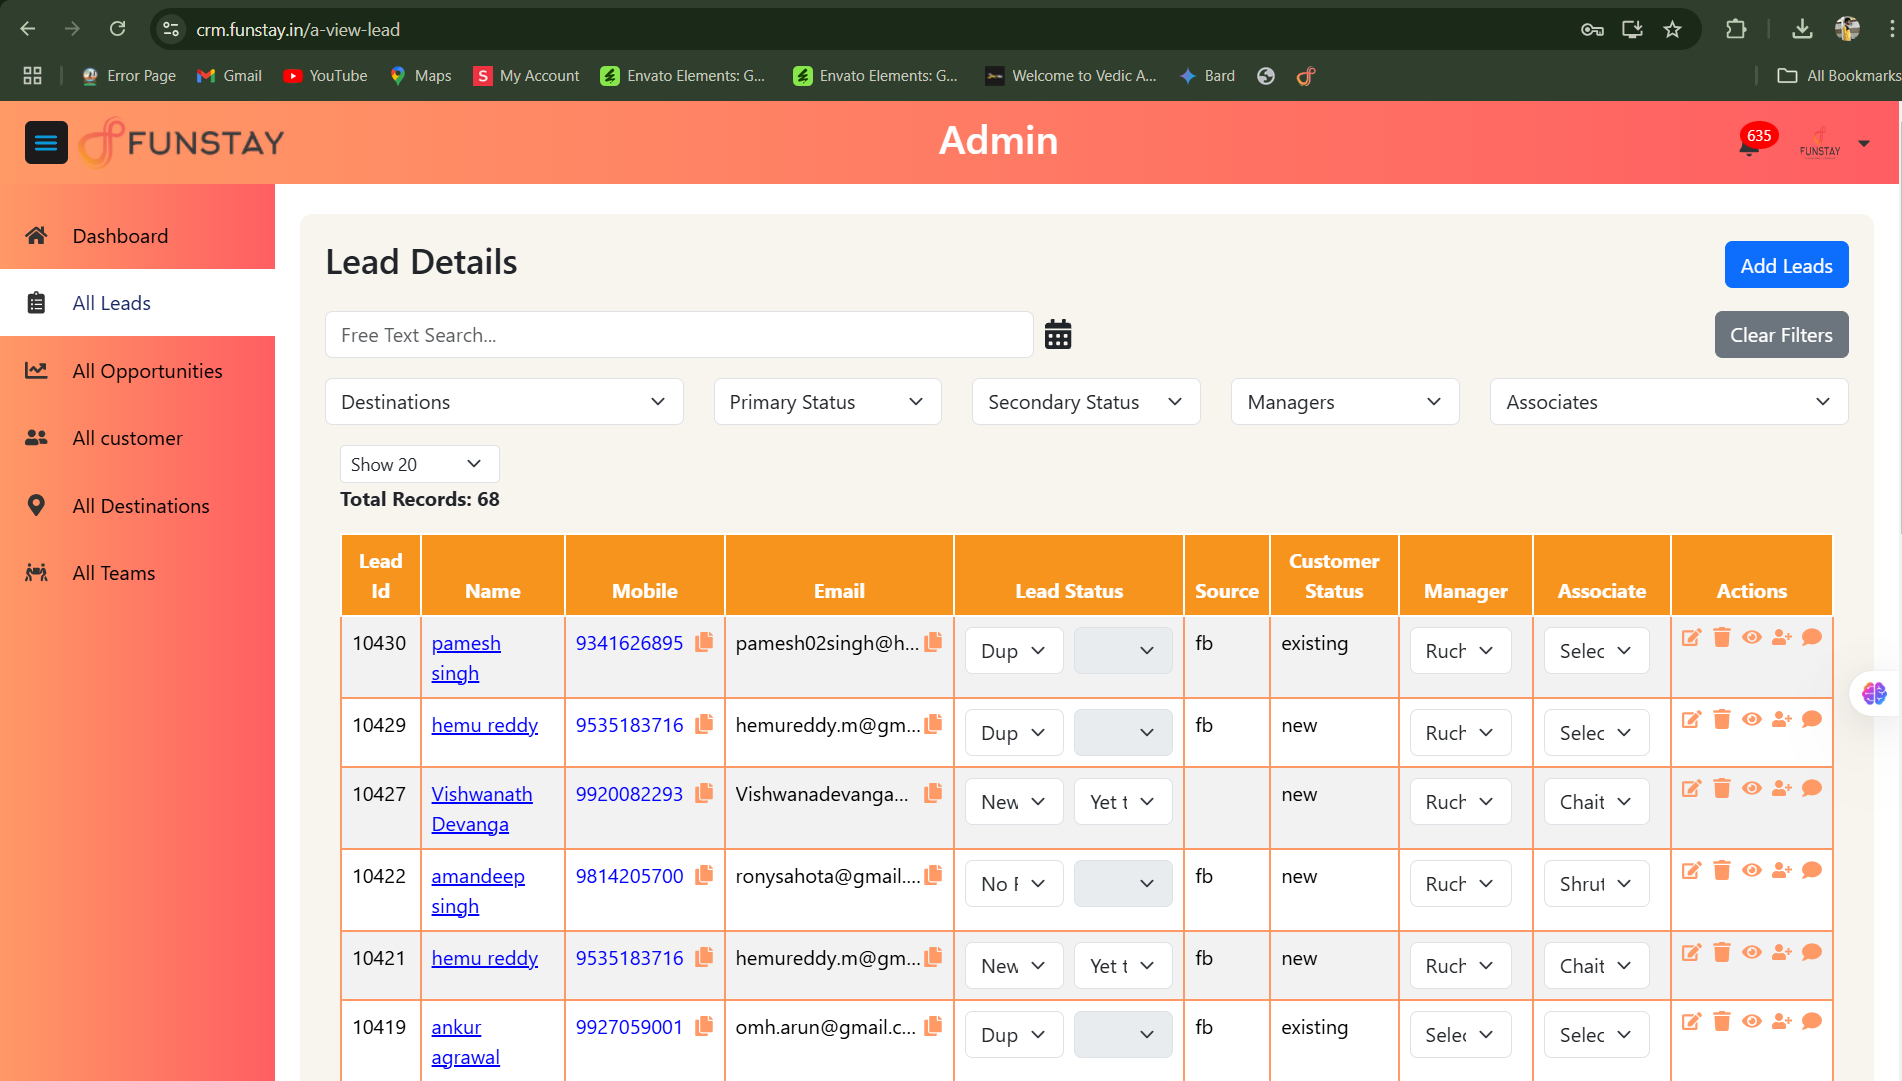 crm.funstay.in/a-view-lead
Error Page
Gmail
YouTube
Maps
S My Account
Envato Elements: G...
Envato Elements: G...
Welcome to Vedic A...
Bard
All Bookmarks
FUNSTAY
Admin
635
FUNSTAY
Dashboard
All Leads
All Opportunities
All customer
All Destinations
All Teams
Lead Details
Add Leads
Free Text Search...
Clear Filters
Destinations
Primary Status
Secondary Status
Managers
Associates
Show 20
Total Records: 68
Lead Id Name Mobile Email Lead Status Source Customer Status Manager Associate Actions
10430 pamesh singh 9341626895 pamesh02singh@h... Dup fb existing Ruch Selec
10429 hemu reddy 9535183716 hemureddy.m@gm... Dup fb new Ruch Selec
10427 Vishwanath Devanga 9920082293 Vishwanadevanga... New Yet t new Ruch Chait
10422 amandeep singh 9814205700 ronysahota@gmail.... No fb new Ruch Shrut
10421 hemu reddy 9535183716 hemureddy.m@gm... New Yet t fb new Ruch Chait
10419 ankur agrawal 9927059001 omh.arun@gmail.c... Dup fb existing Selec Selec